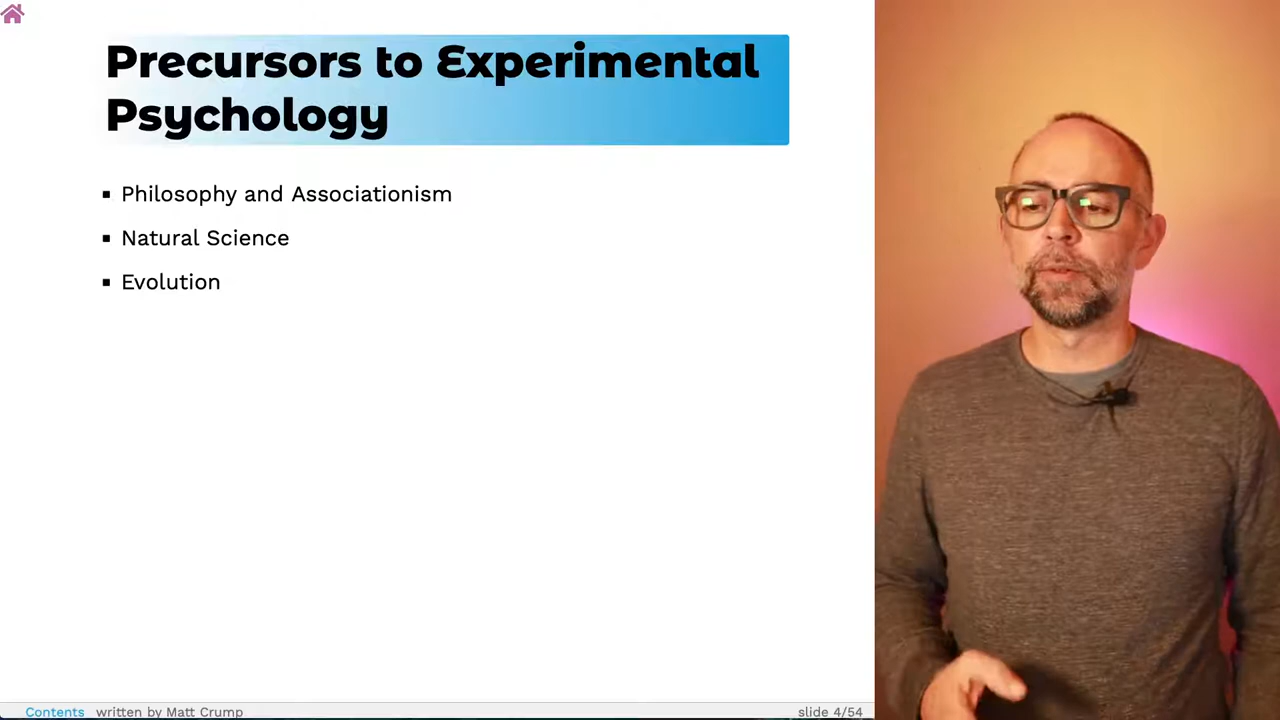 Precursors to Experimental
Psychology
Philosophy and Associationism
Natural Science
Evolution
Contents written by Matt Crump
slide 4/54